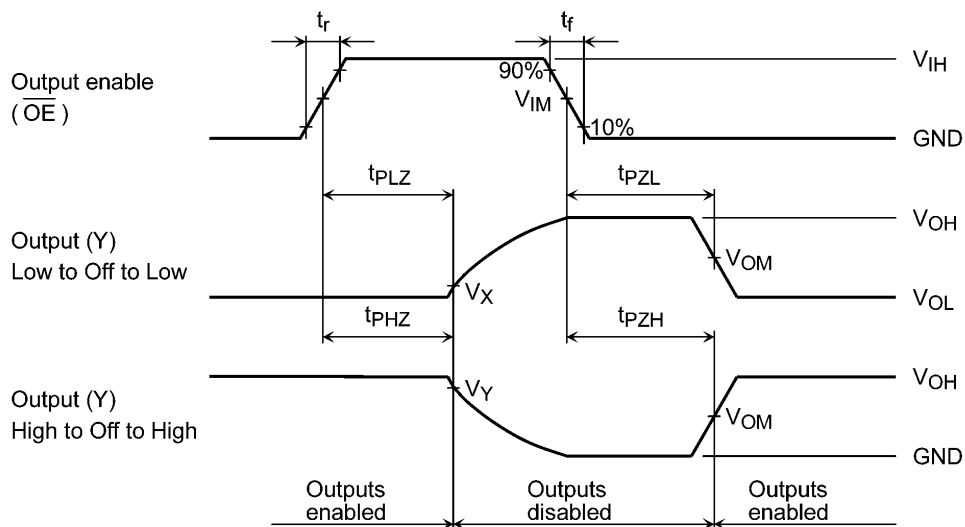 tr
tf
Output enable
( OE )
90%
VIM
10%
VIH
GND
tPLZ
tPZL
Output (Y)
Low to Off to Low
VX
VOM
VOH
VOL
tPHZ
tPZH
Output (Y)
High to Off to High
VY
VOM
VOH
GND
Outputs
enabled
Outputs
disabled
Outputs
enabled